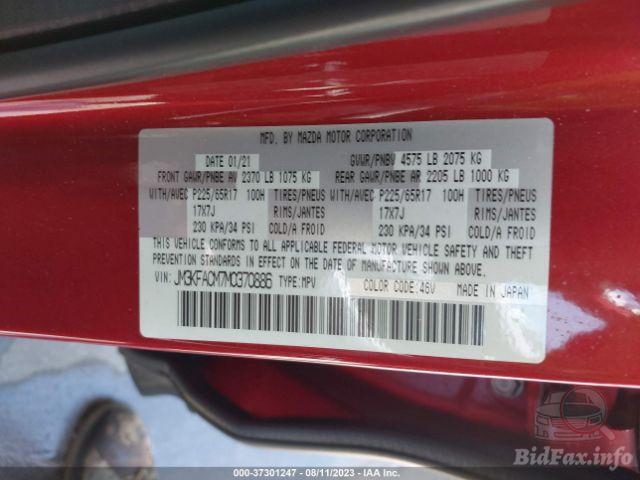 MFD. BY MAZDA MOTOR CORPORATION
DATE 01/21 GVWR/PNBV 4575 LB 2075 KG
FRONT GAWR/PNBE AV 2370 LB 1075 KG REAR GAWR/PNBE AR 2205 LB 1000 KG
WITH/AVEC P225/65R17 100H TIRES/PNEUS WITH/AVEC P225/65R17 100H TIRES/PNEUS
17X7J RIMS/JANTES 17X7J RIMS/JANTES
230 KPA/34 PSI COLD/A FROID 230 KPA/34 PSI COLD/A FROID
THIS VEHICLE CONFORMS TO ALL APPLICABLE FEDERAL MOTOR VEHICLE SAFETY AND THEFT
PREVENTION STANDARDS IN EFFECT ON THE DATE OF MANUFACTURE SHOWN ABOVE.
VIN: JM3KFACM7M0370886 TYPE:MPV COLOR CODE:46V MADE IN JAPAN
000-37301247 - 08/11/2023 - IAA Inc.
BidFax.info